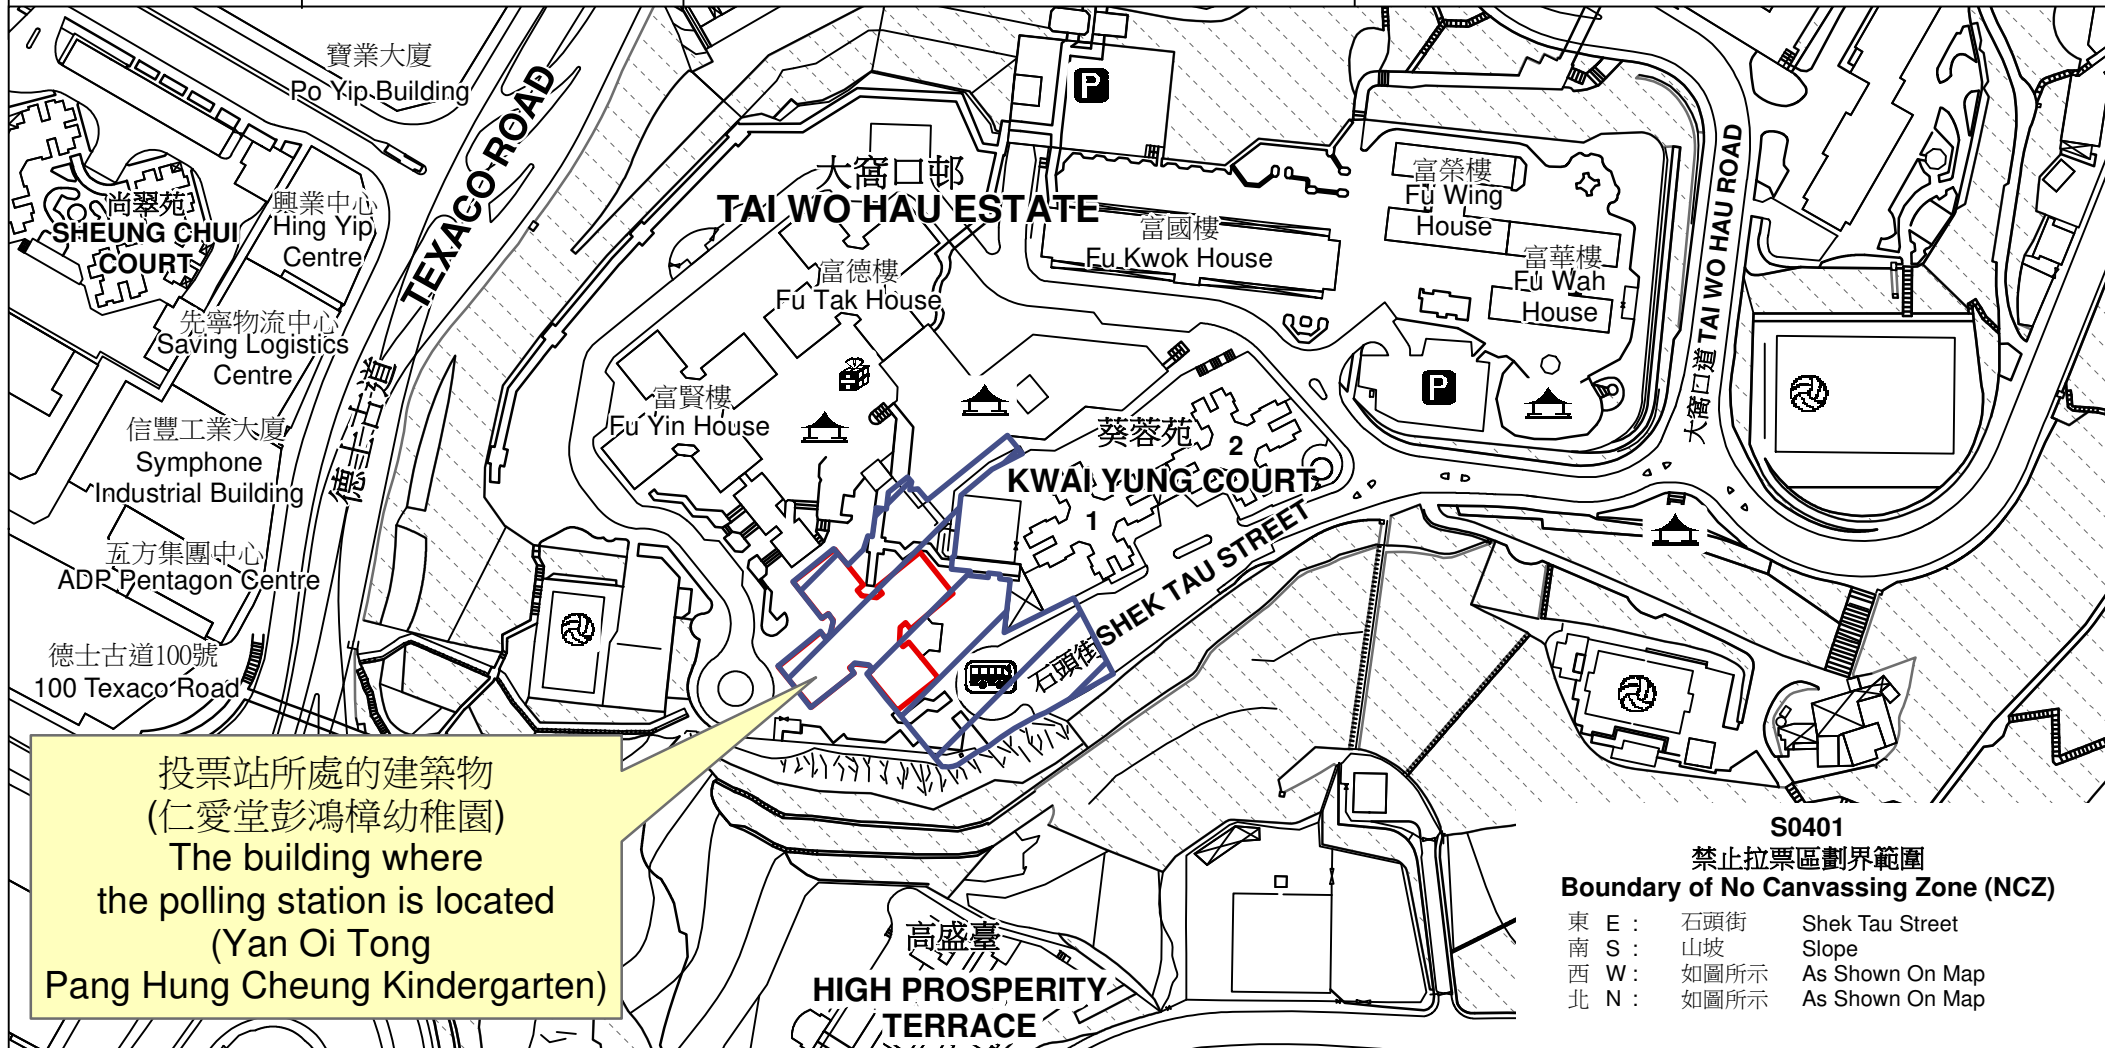 寶業大廈
Po Yip Building
TEXACO ROAD
德士古道
尚翠苑
SHEUNG CHUI
COURT
興業中心
Hing Yip
Centre
先寧物流中心
Saving Logistics
Centre
信豐工業大廈
Symphone
Industrial Building
五方集團中心
ADP Pentagon Centre
德士古道100號
100 Texaco Road
大窩口邨
TAI WO HAU ESTATE
富德樓
Fu Tak House
富賢樓
Fu Yin House
富國樓
Fu Kwok House
富榮樓
Fu Wing
House
富華樓
Fu Wah
House
P
P
大窩口道 TAI WO HAU ROAD
葵蓉苑
KWAI YUNG COURT
2
1
石頭街 SHEK TAU STREET
投票站所處的建築物
(仁愛堂彭鴻樟幼稚園)
The building where
the polling station is located
(Yan Oi Tong
Pang Hung Cheung Kindergarten)
高盛臺
HIGH PROSPERITY
TERRACE
S0401
禁止拉票區劃界範圍
Boundary of No Canvassing Zone (NCZ)
東 E : 石頭街 Shek Tau Street
南 S : 山坡 Slope
西 W : 如圖所示 As Shown On Map
北 N : 如圖所示 As Shown On Map